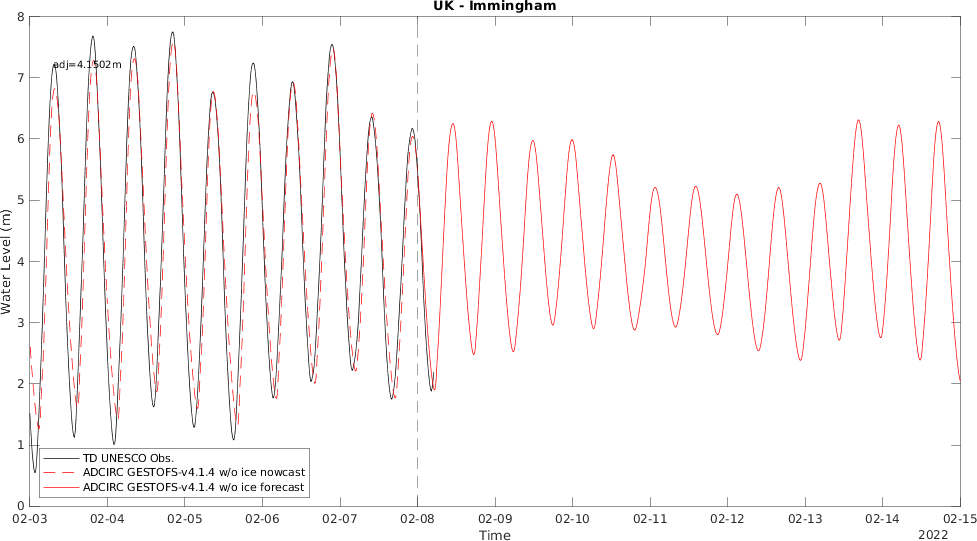 UK - Immingham
8
7
6
5
4
3
2
1
0
Water Level (m)
adj=4.1502m
TD UNESCO Obs.
ADCIRC GESTOFS-v4.1.4 w/o ice nowcast
ADCIRC GESTOFS-v4.1.4 w/o ice forecast
02-03 02-04 02-05 02-06 02-07 02-08 02-09 02-10 02-11 02-12 02-13 02-14 02-15
Time
2022